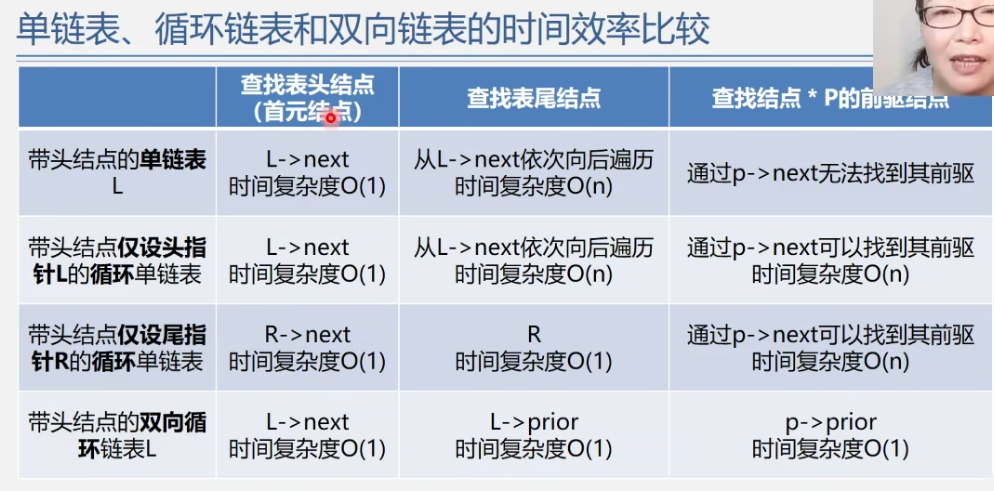 单链表、循环链表和双向链表的时间效率比较
查找表头结点
(首元结点)
查找表尾结点
查找结点 * P的前驱结点
带头结点的单链表
L
L->next
时间复杂度O(1)
从L->next依次向后遍历
时间复杂度O(n)
通过p->next无法找到其前驱
带头结点仅设头指
针L的循环单链表
L->next
时间复杂度O(1)
从L->next依次向后遍历
时间复杂度O(n)
通过p->next可以找到其前驱
时间复杂度O(n)
带头结点仅设尾指
针R的循环单链表
R->next
时间复杂度O(1)
R
时间复杂度O(1)
通过p->next可以找到其前驱
时间复杂度O(n)
带头结点的双向循
环链表L
L->next
时间复杂度O(1)
L->prior
时间复杂度O(1)
p->prior
时间复杂度O(1)